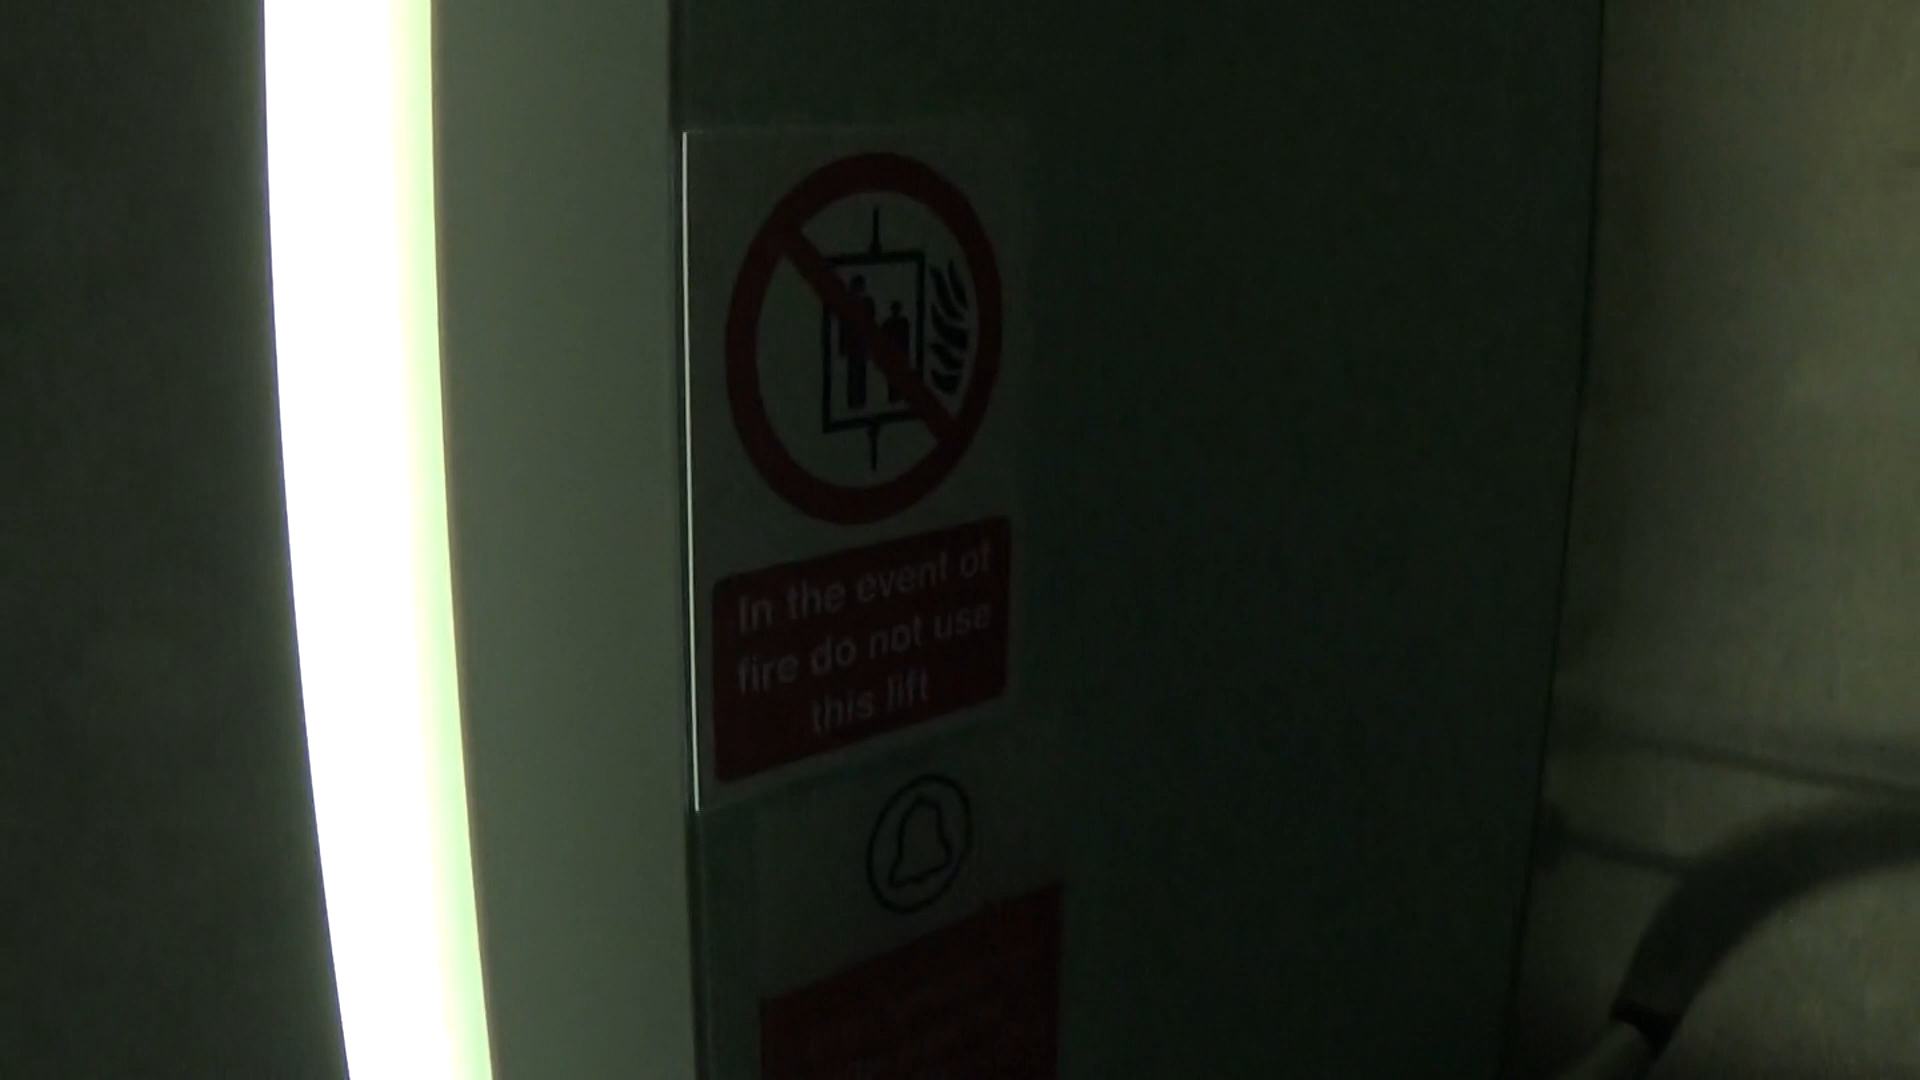 In the event of
fire do not use
this lift